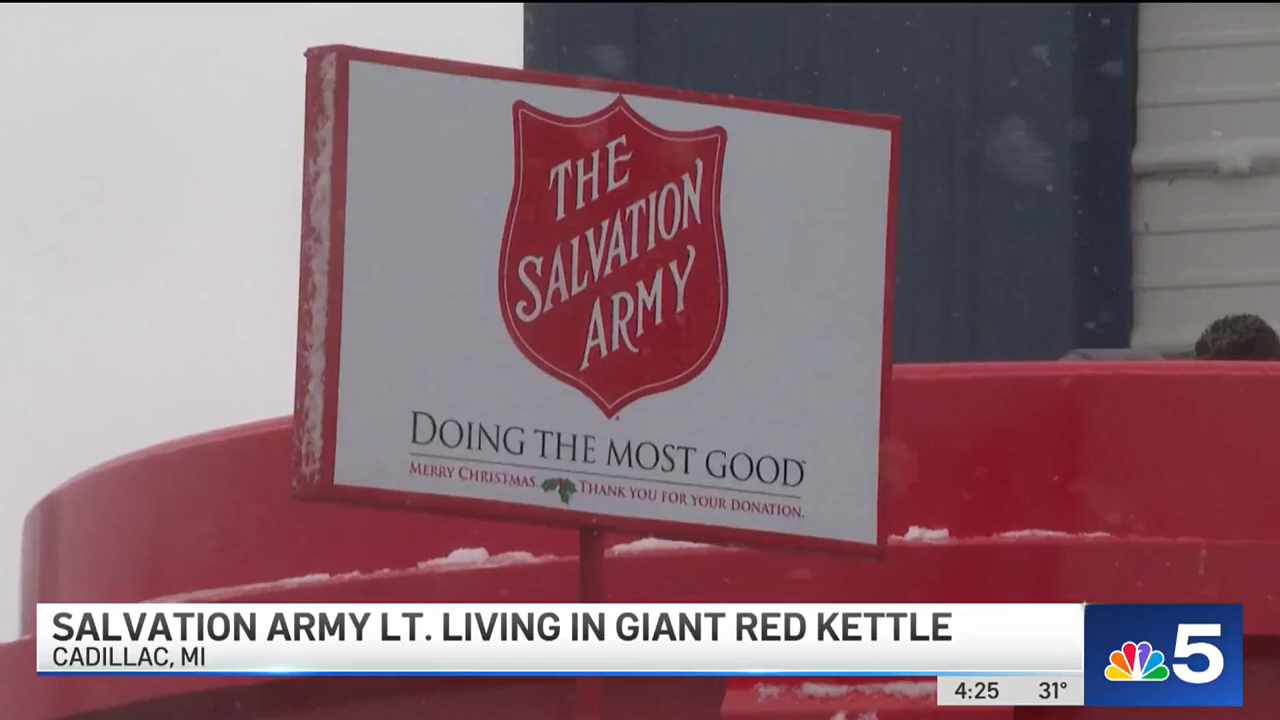 THE
SALVATION
ARMY
DOING THE MOST GOOD
MERRY CHRISTMAS. THANK YOU FOR YOUR DONATION.
SALVATION ARMY LT. LIVING IN GIANT RED KETTLE
CADILLAC, MI
5
4:25 31°